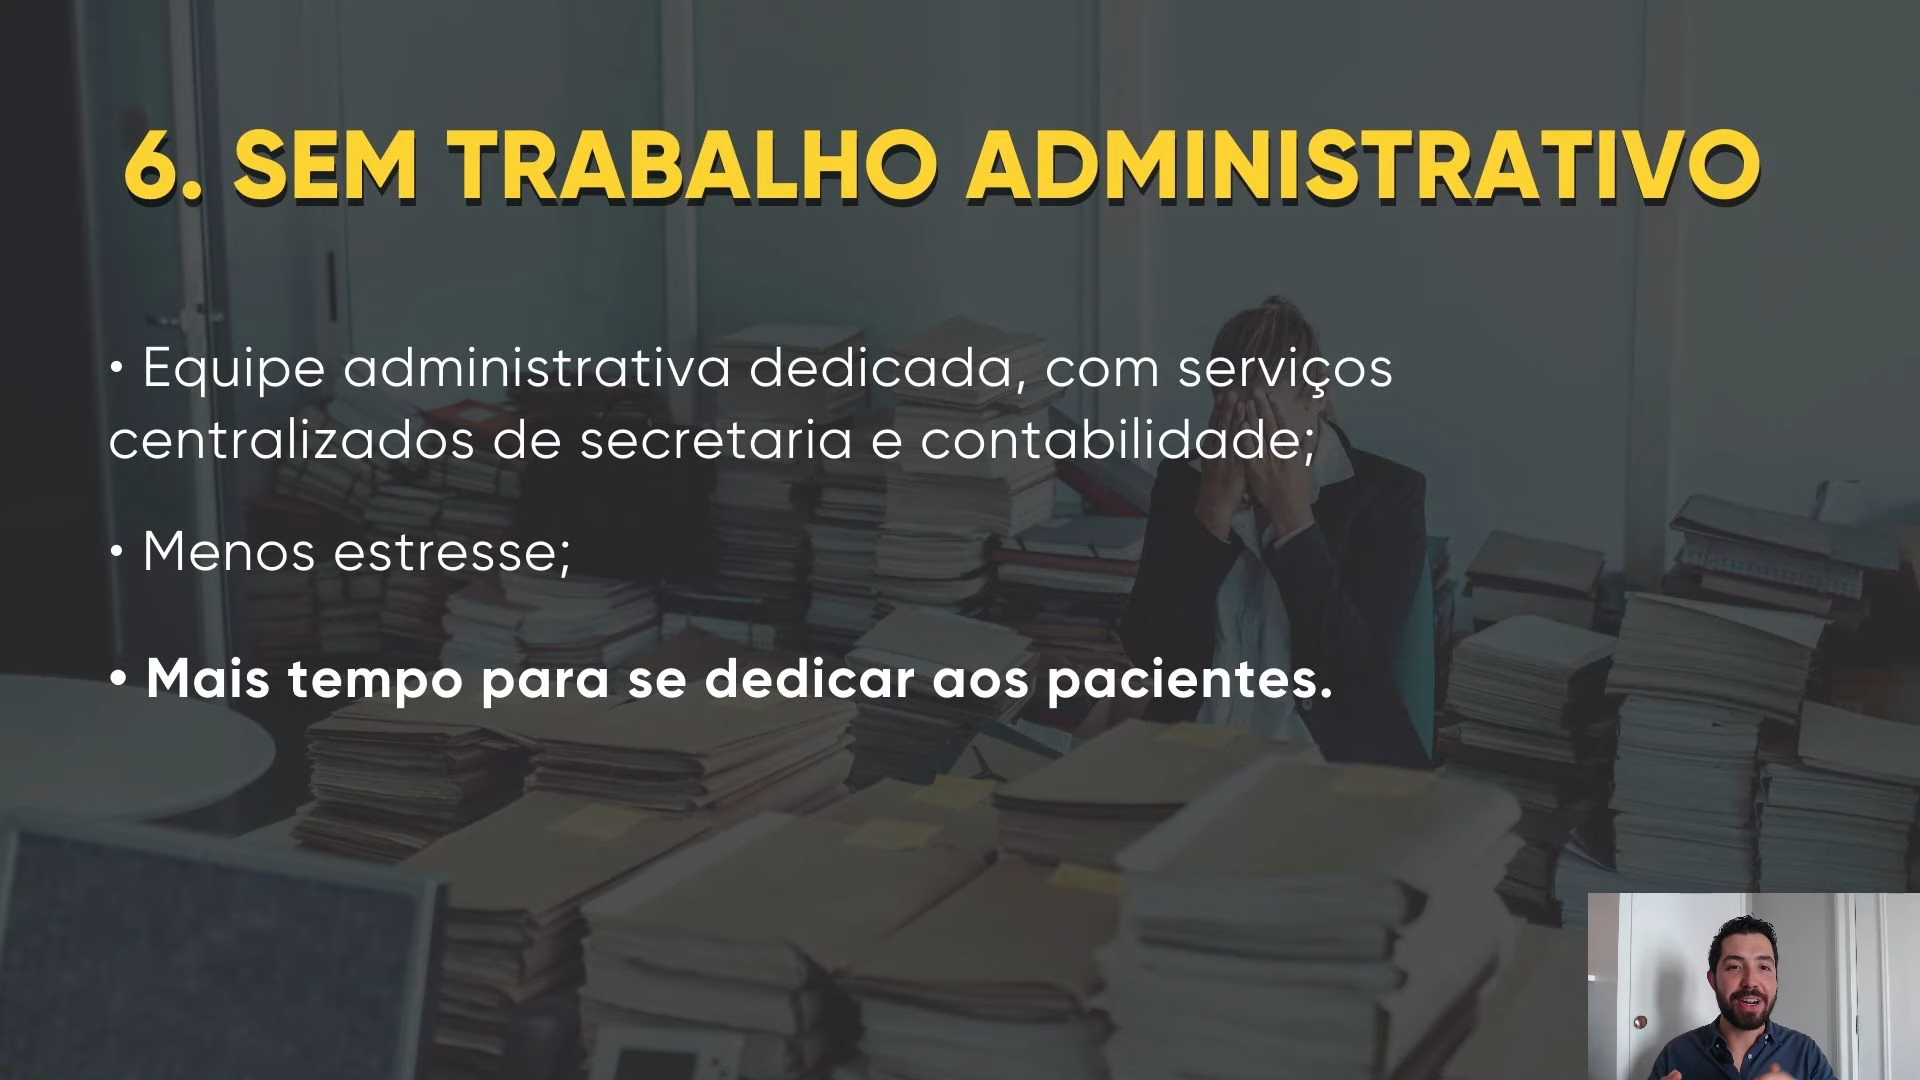 6. SEM TRABALHO ADMINISTRATIVO
• Equipe administrativa dedicada, com serviços
centralizados de secretaria e contabilidade;
• Menos estresse;
• Mais tempo para se dedicar aos pacientes.